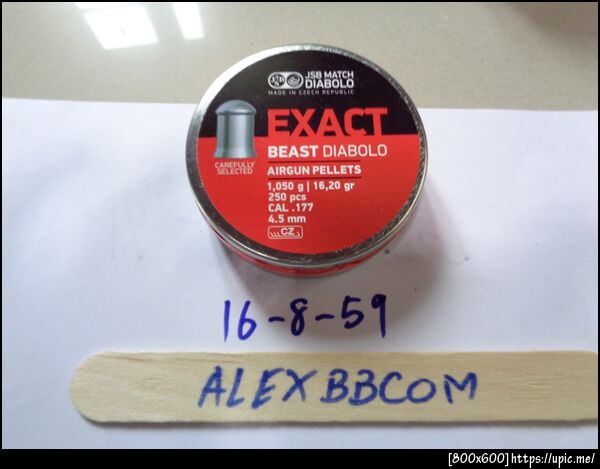 JSB MATCH
DIABOLO
MADE IN CZECH REPUBLIC
EXACT
BEAST DIABOLO
CAREFULLY
SELECTED
AIRGUN PELLETS
1,050 g | 16,20 gr
250 pcs
CAL .177
4.5 mm
CZ
16-8-59
ALEXBBCOM
[800x600]https://upic.me/